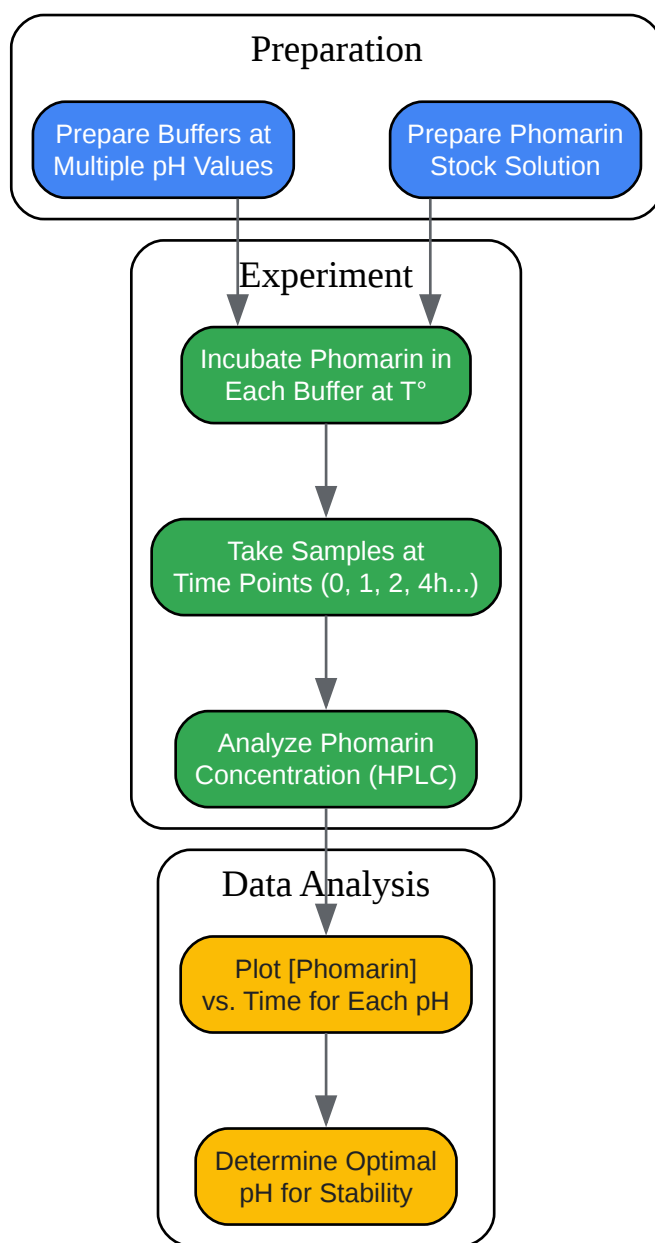 Preparation
Prepare Buffers at
Multiple pH Values
Prepare Phomarin
Stock Solution
Experiment
Incubate Phomarin in
Each Buffer at T°
Take Samples at
Time Points (0, 1, 2, 4h...)
Analyze Phomarin
Concentration (HPLC)
Data Analysis
Plot [Phomarin]
vs. Time for Each pH
Determine Optimal
pH for Stability